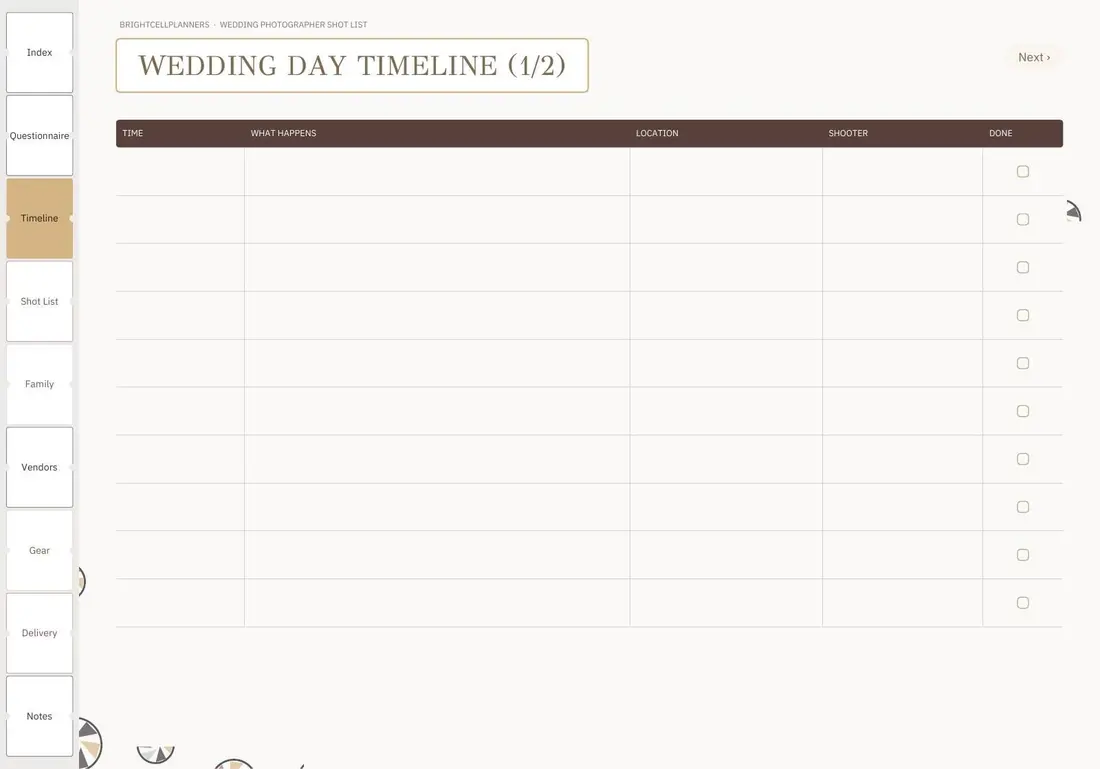 BRIGHTCELLPLANNERS · WEDDING PHOTOGRAPHER SHOT LIST
WEDDING DAY TIMELINE (1/2)
Next ›
TIME WHAT HAPPENS LOCATION SHOOTER DONE
Index
Questionnaire
Timeline
Shot List
Family
Vendors
Gear
Delivery
Notes